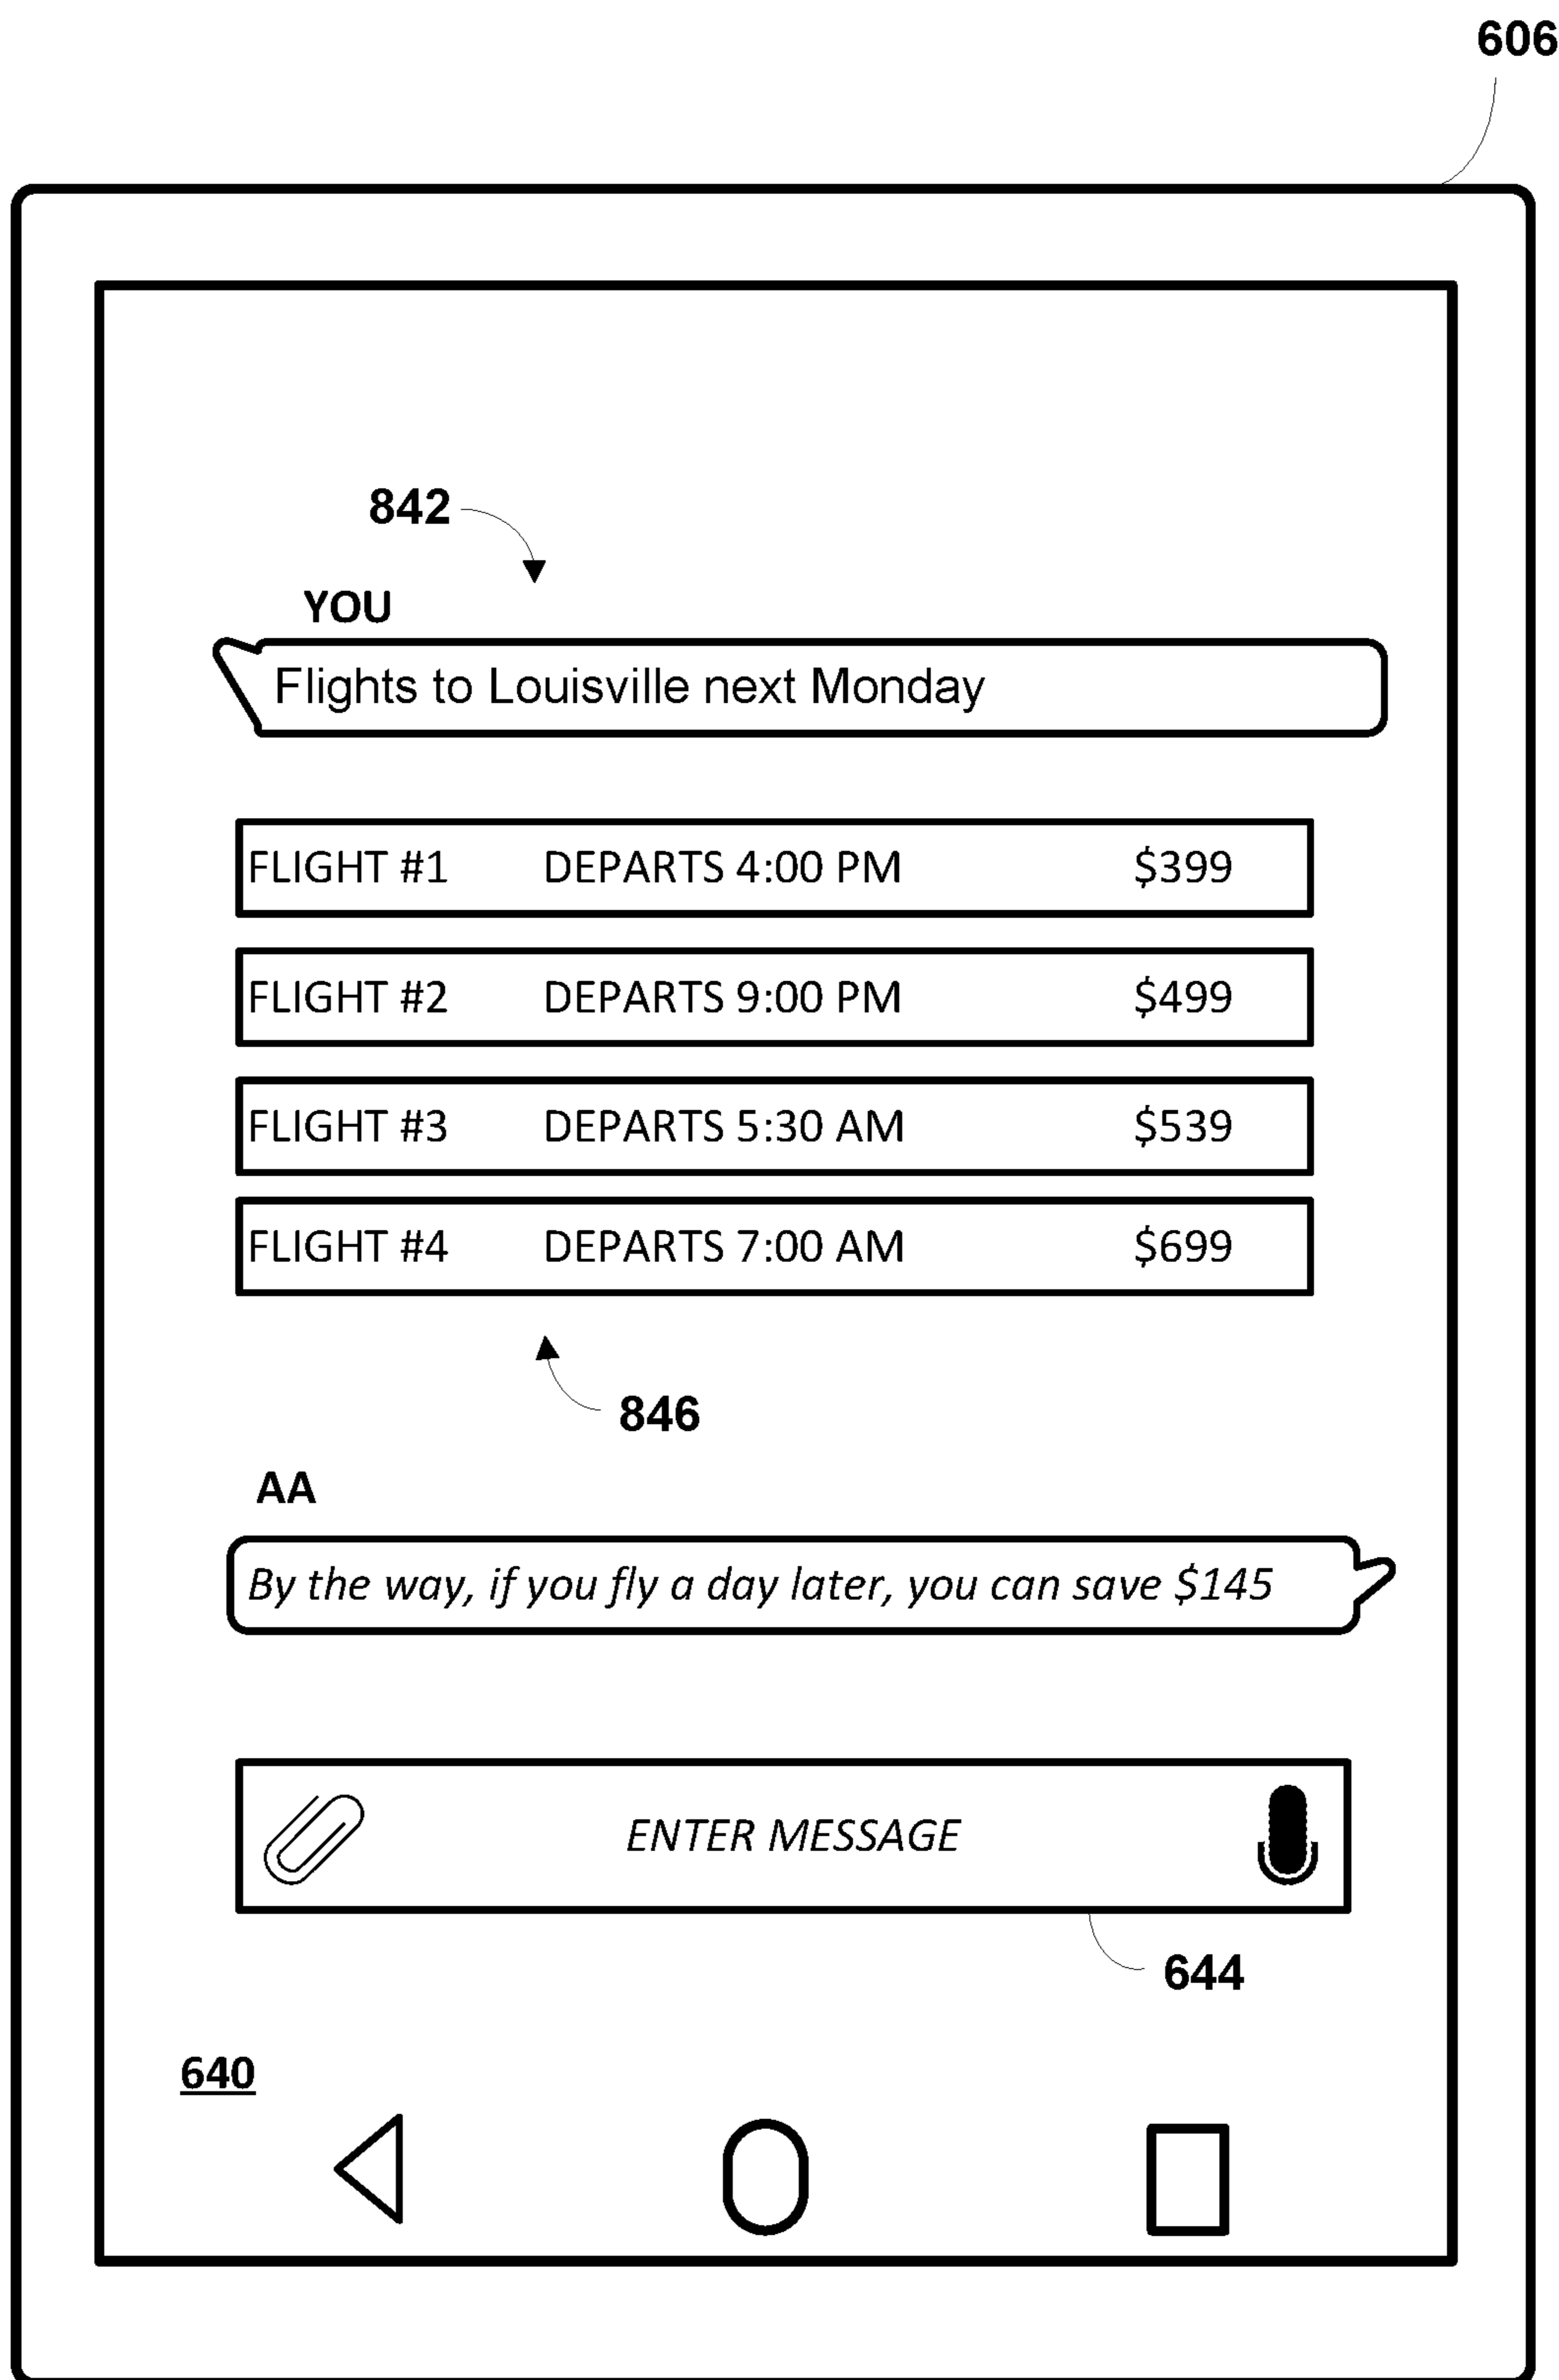 606
842
YOU
Flights to Louisville next Monday
FLIGHT #1 DEPARTS 4:00 PM $399
FLIGHT #2 DEPARTS 9:00 PM $499
FLIGHT #3 DEPARTS 5:30 AM $539
FLIGHT #4 DEPARTS 7:00 AM $699
846
AA
By the way, if you fly a day later, you can save $145
ENTER MESSAGE
644
640